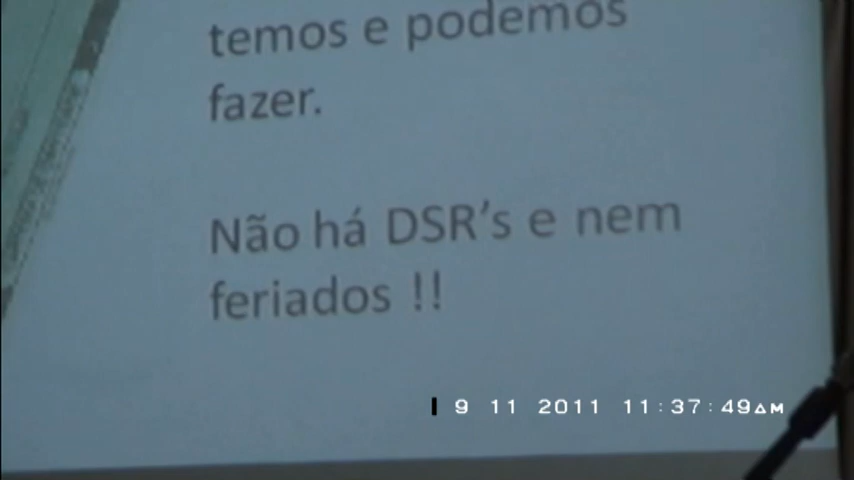 temos e podemos
fazer.
Não há DSR's e nem
feriados !!
9 11 2011 11:37:49AM